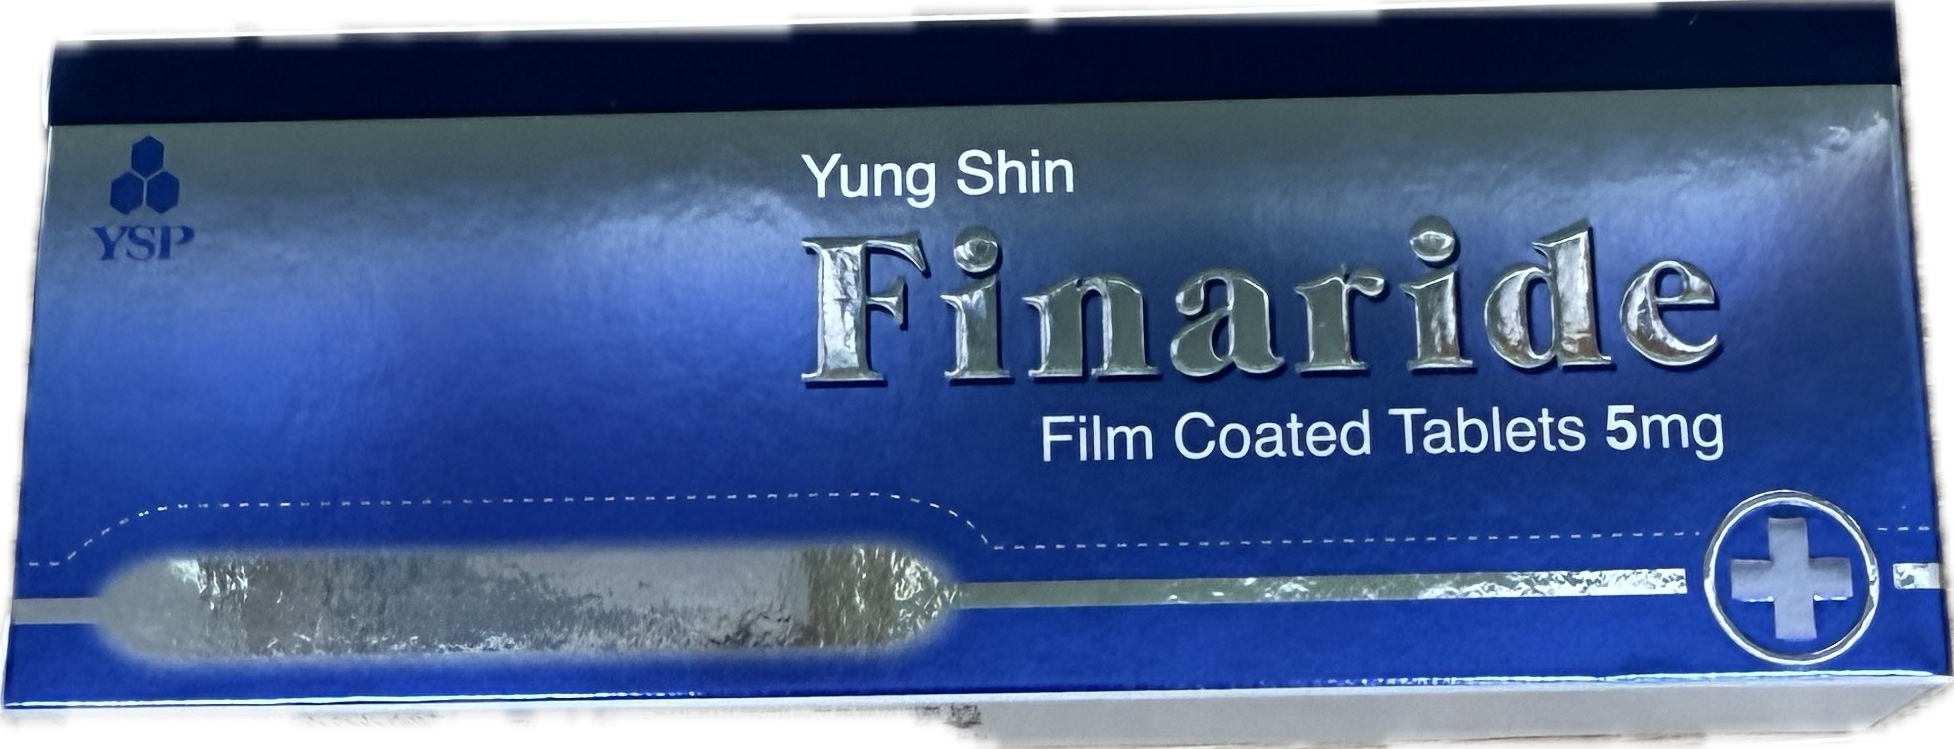 YSP
Yung Shin
Finaride
Film Coated Tablets 5mg